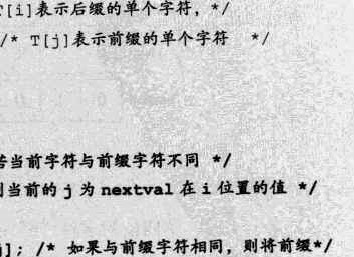 T[i]表示后缀的单个字符，*/
/* T[j]表示前缀的单个字符 */
当前字符与前缀字符不同 */
当前的 j 为 nextval 在 i 位置的值 */
]; /* 如果与前缀字符相同，则将前缀*/